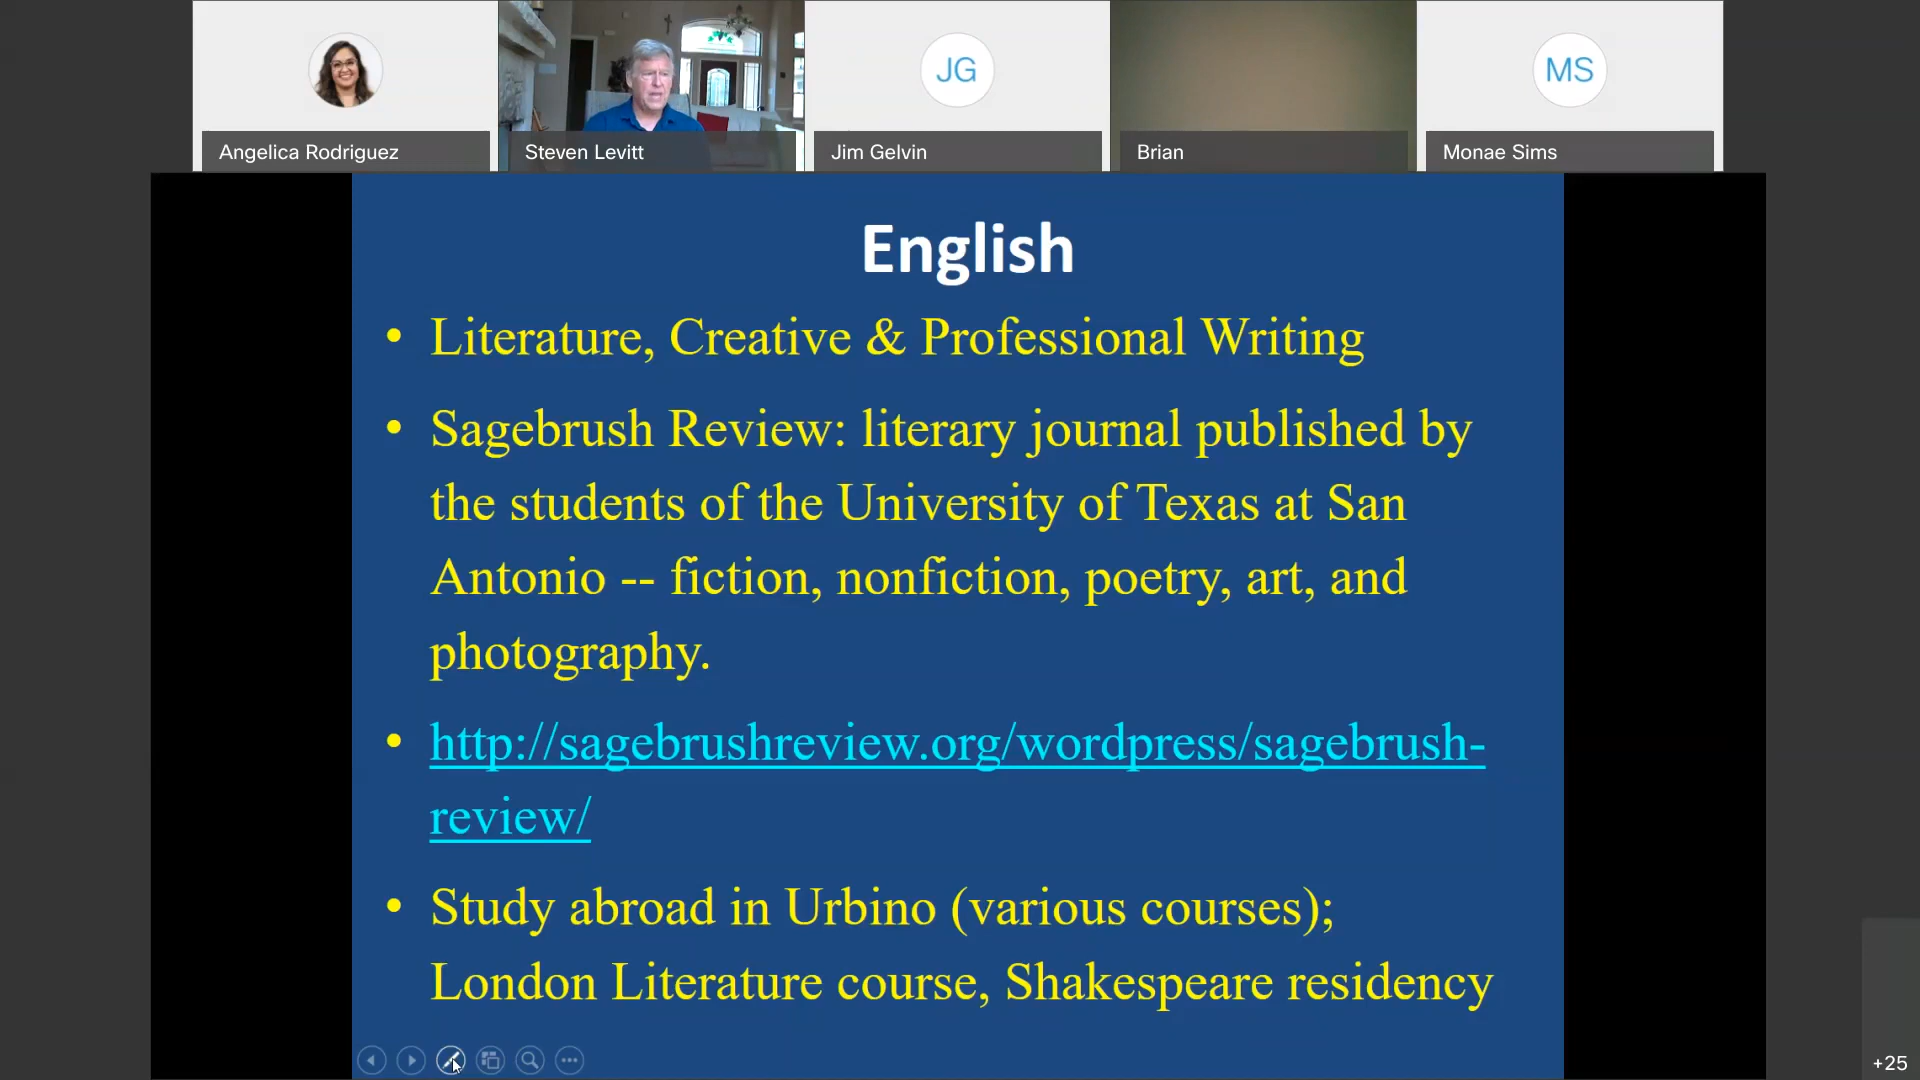 JG
MS
Angelica Rodriguez
Steven Levitt
Jim Gelvin
Brian
Monae Sims
English
• Literature, Creative & Professional Writing
• Sagebrush Review: literary journal published by
the students of the University of Texas at San
Antonio -- fiction, nonfiction, poetry, art, and
photography.
• http://sagebrushreview.org/wordpress/sagebrush-
review/
• Study abroad in Urbino (various courses);
London Literature course, Shakespeare residency
+25